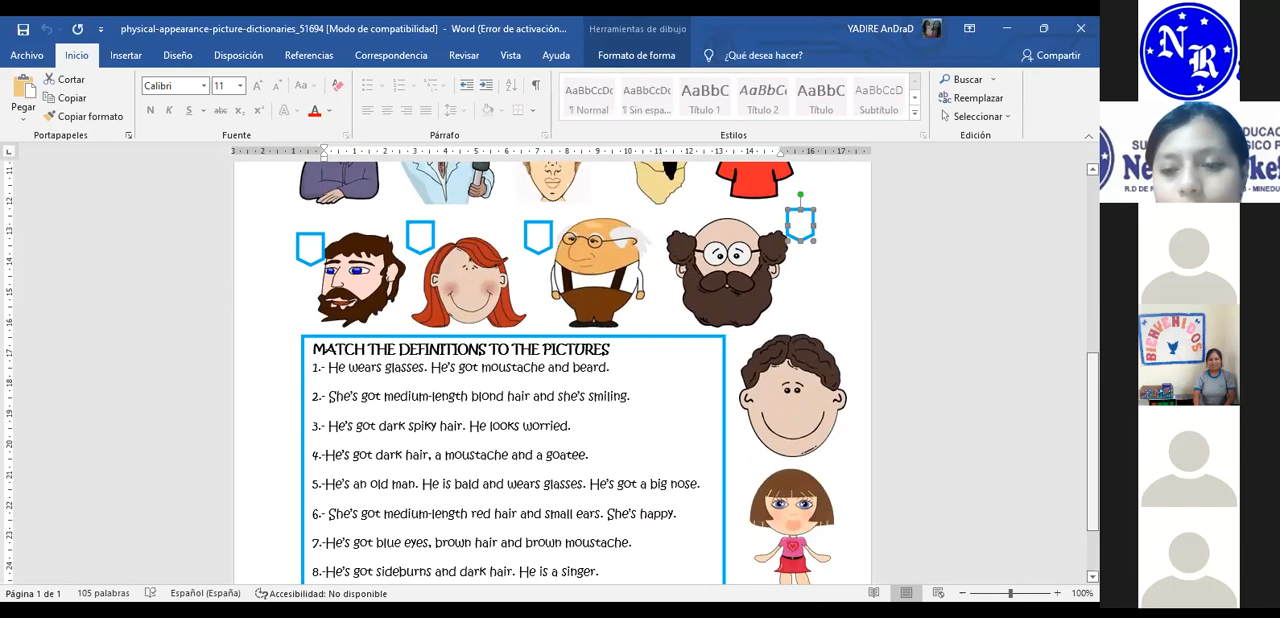 physical-appearance-picture-dictionaries_51694 [Modo de compatibilidad] - Word (Error de activación...
Herramientas de dibujo
YADIRE AnDraD
Archivo Inicio Insertar Diseño Disposición Referencias Correspondencia Revisar Vista Ayuda Formato de forma ¿Qué desea hacer? Compartir
Pegar
Cortar
Copiar
Copiar formato
Portapapeles
Calibri 11
Fuente
Párrafo
AaBbCcDc AaBbCcDc AaBbC AaBbCc AaBbC AaBbCcD
¶ Normal ¶ Sin espa... Título 1 Título 2 Título Subtítulo
Estilos
Buscar
Reemplazar
Seleccionar
Edición
MATCH THE DEFINITIONS TO THE PICTURES
1.- He wears glasses. He's got moustache and beard.
2.- She's got medium-length blond hair and she's smiling.
3.- He's got dark spiky hair. He looks worried.
4.-He's got dark hair, a moustache and a goatee.
5.-He's an old man. He is bald and wears glasses. He's got a big nose.
6.- She's got medium-length red hair and small ears. She's happy.
7.-He's got blue eyes, brown hair and brown moustache.
8.-He's got sideburns and dark hair. He is a singer.
Página 1 de 1 105 palabras Español (España) Accesibilidad: No disponible 100%
NR
BIENVENIDOS